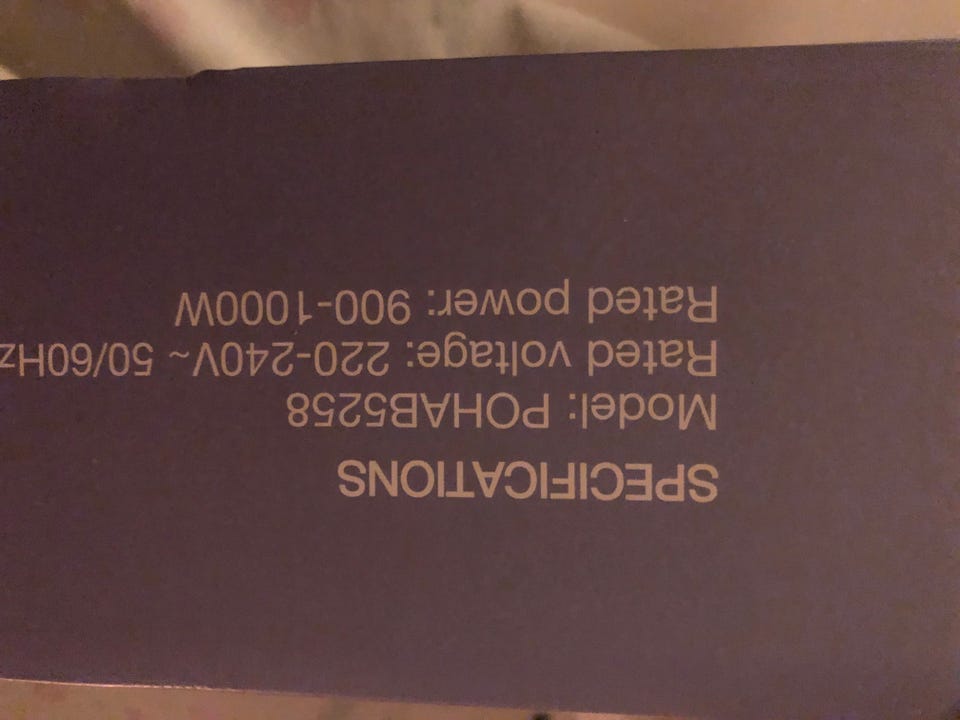 SPECIFICATIONS
Model: POHAB5258
Rated voltage: 220-240V~ 50/60Hz
Rated power: 900-1000W